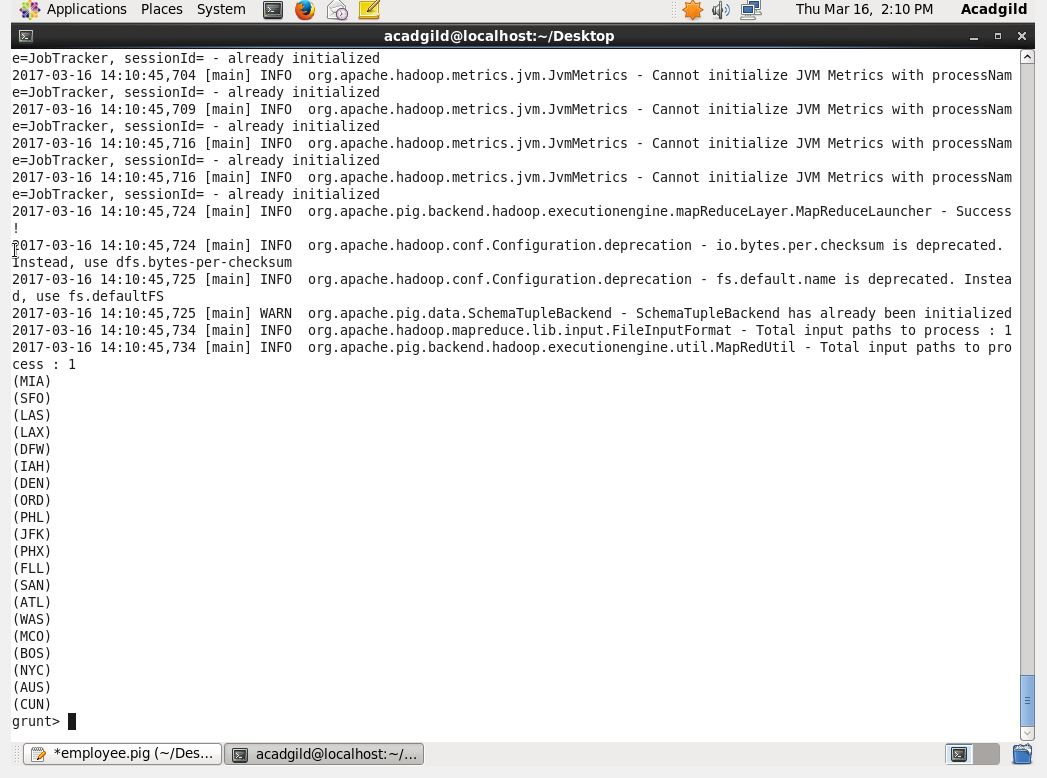 Applications Places System Thu Mar 16, 2:10 PM Acadgild
acadgild@localhost:~/Desktop
e=JobTracker, sessionId= - already initialized
2017-03-16 14:10:45,704 [main] INFO  org.apache.hadoop.metrics.jvm.JvmMetrics - Cannot initialize JVM Metrics with processNam
e=JobTracker, sessionId= - already initialized
2017-03-16 14:10:45,709 [main] INFO  org.apache.hadoop.metrics.jvm.JvmMetrics - Cannot initialize JVM Metrics with processNam
e=JobTracker, sessionId= - already initialized
2017-03-16 14:10:45,716 [main] INFO  org.apache.hadoop.metrics.jvm.JvmMetrics - Cannot initialize JVM Metrics with processNam
e=JobTracker, sessionId= - already initialized
2017-03-16 14:10:45,716 [main] INFO  org.apache.hadoop.metrics.jvm.JvmMetrics - Cannot initialize JVM Metrics with processNam
e=JobTracker, sessionId= - already initialized
2017-03-16 14:10:45,724 [main] INFO  org.apache.pig.backend.hadoop.executionengine.mapReduceLayer.MapReduceLauncher - Success
!
2017-03-16 14:10:45,724 [main] INFO  org.apache.hadoop.conf.Configuration.deprecation - io.bytes.per.checksum is deprecated.
Instead, use dfs.bytes-per-checksum
2017-03-16 14:10:45,725 [main] INFO  org.apache.hadoop.conf.Configuration.deprecation - fs.default.name is deprecated. Instea
d, use fs.defaultFS
2017-03-16 14:10:45,725 [main] WARN  org.apache.pig.data.SchemaTupleBackend - SchemaTupleBackend has already been initialized
2017-03-16 14:10:45,734 [main] INFO  org.apache.hadoop.mapreduce.lib.input.FileInputFormat - Total input paths to process : 1
2017-03-16 14:10:45,734 [main] INFO  org.apache.pig.backend.hadoop.executionengine.util.MapRedUtil - Total input paths to pro
cess : 1
(MIA)
(SFO)
(LAS)
(LAX)
(DFW)
(IAH)
(DEN)
(ORD)
(PHL)
(JFK)
(PHX)
(FLL)
(SAN)
(ATL)
(WAS)
(MCO)
(BOS)
(NYC)
(AUS)
(CUN)
grunt>
*employee.pig (~/Des... acadgild@localhost:~/...